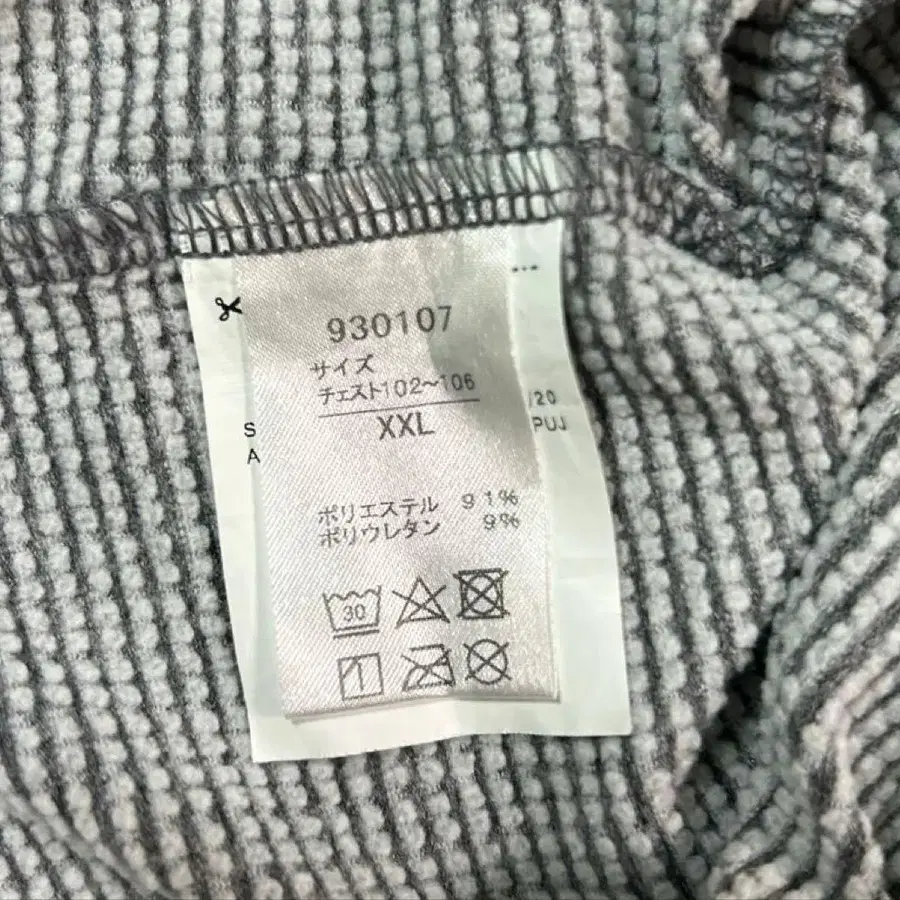 930107
サイズ
チェスト102〜106
XXL
ポリエステル 91%
ポリウレタン 9%
30
S
A
/20
PUJ